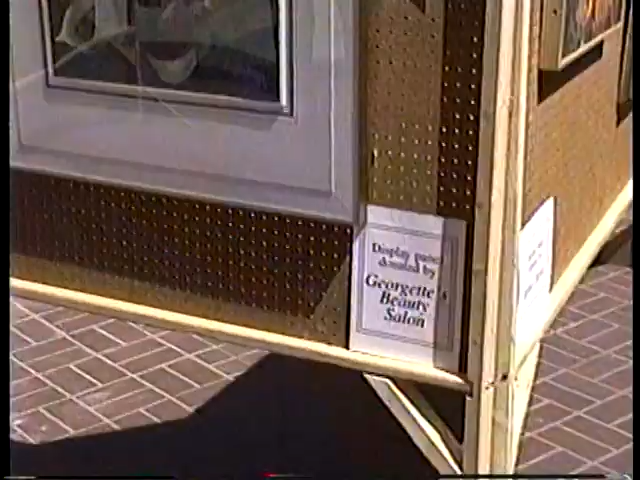 Display panel
donated by
Georgette's
Beauty
Salon